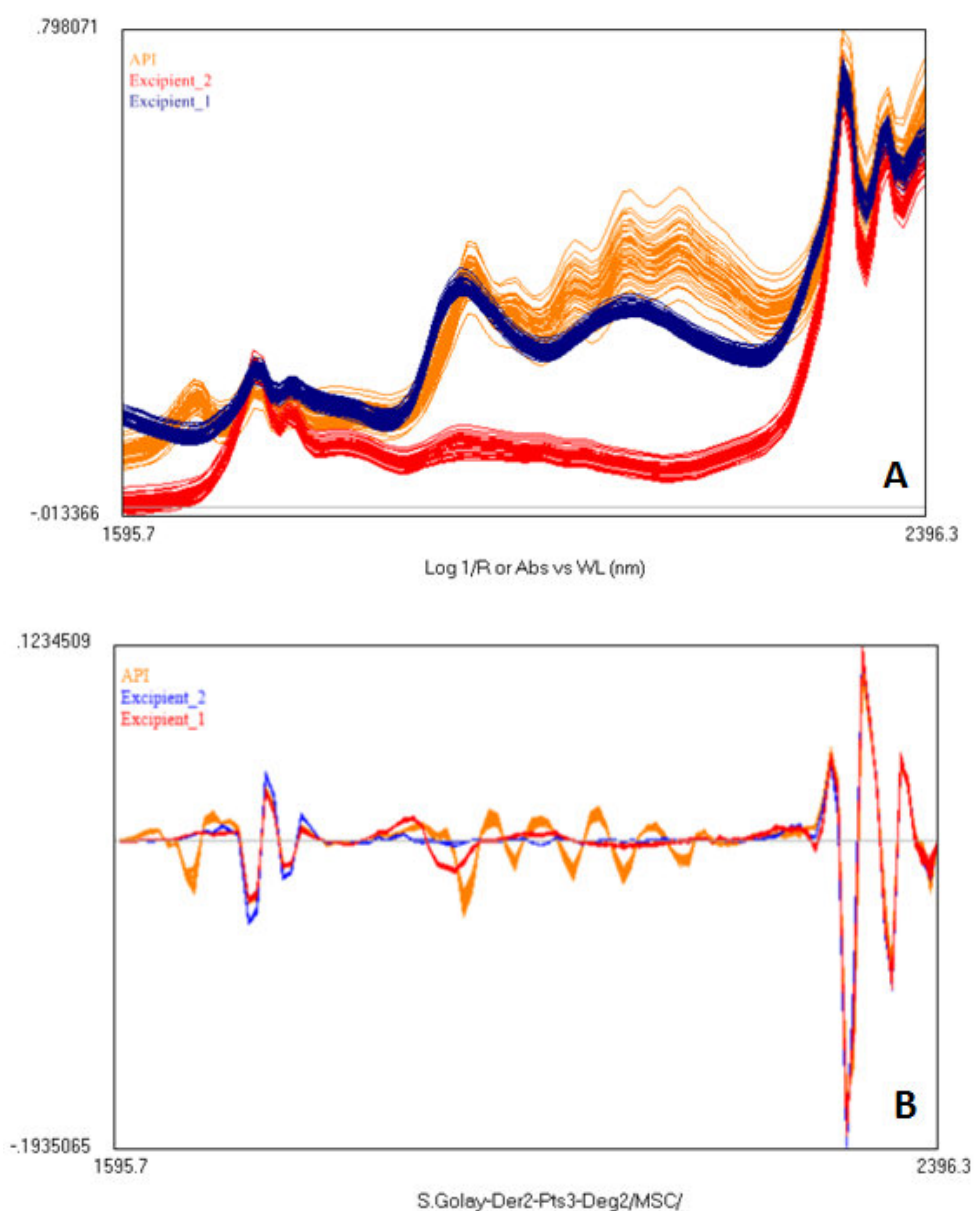 .798071
API
Excipient_2
Excipient_1
A
-.013366
1595.7
2396.3
Log 1/R or Abs vs WL (nm)
.1234509
API
Excipient_2
Excipient_1
B
-.1935065
1595.7
2396.3
S.Golay-Der2-Pts3-Deg2/MSC/